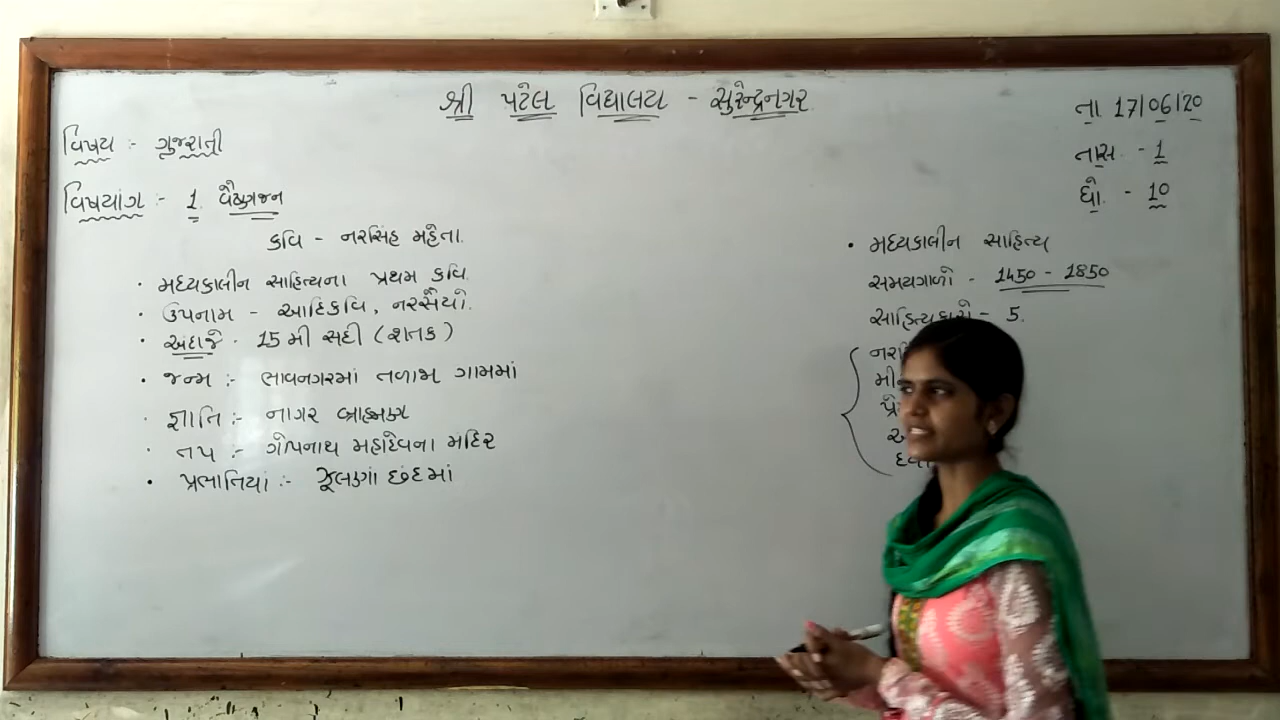 શ્રી પટેલ વિદ્યાલય - સુરેન્દ્રનગર
તા 17/06/20
વિષય :- ગુજરાતી
તાસ - 1
વિષયાંગ :- 1. વૈષ્ણવજન
ધો. - 10
કવિ - નરસિંહ મહેતા.
• મધ્યકાલીન સાહિત્યના પ્રથમ કવિ.
• ઉપનામ - આદિકવિ, નરસૈંયો.
• અંદાજે - 15 મી સદી (શતક)
• જન્મ :- ભાવનગરમાં તળાજા ગામમાં
• જ્ઞાતિ :- નાગર બ્રાહ્મણ
• તપ :- ગોપનાથ મહાદેવના મંદિર
• પ્રભાતિયાં :- ઝૂલણાં છંદમાં
• મધ્યકાલીન સાહિત્ય
સમયગાળો - 1450 - 1850
સાહિત્યકારો - 5.